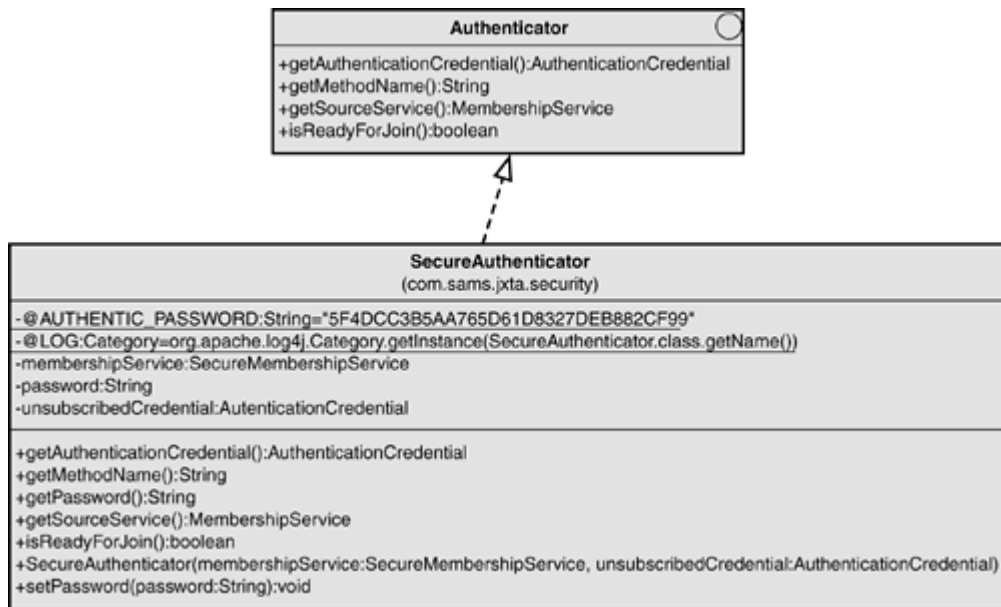 Authenticator
+getAuthenticationCredential():AuthenticationCredential
+getMethodName():String
+getSourceService():MembershipService
+isReadyForJoin():boolean
SecureAuthenticator
(com.sams.jxta.security)
-@AUTHENTIC_PASSWORD:String="5F4DCC3B5AA765D61D8327DEB882CF99"
-@LOG:Category=org.apache.log4j.Category.getInstance(SecureAuthenticator.class.getName())
-membershipService:SecureMembershipService
-password:String
-unsubscribedCredential:AutenticationCredential
+getAuthenticationCredential():AuthenticationCredential
+getMethodName():String
+getPassword():String
+getSourceService():MembershipService
+isReadyForJoin():boolean
+SecureAuthenticator(membershipService:SecureMembershipService, unsubscribedCredential:AuthenticationCredential)
+setPassword(password:String):void